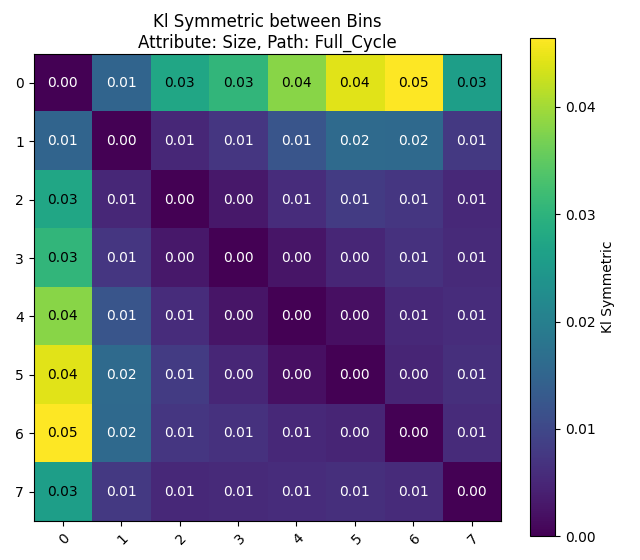 Kl Symmetric between Bins
Attribute: Size, Path: Full_Cycle
0 0.00 0.01 0.03 0.03 0.04 0.04 0.05 0.03
1 0.01 0.00 0.01 0.01 0.01 0.02 0.02 0.01
2 0.03 0.01 0.00 0.00 0.01 0.01 0.01 0.01
3 0.03 0.01 0.00 0.00 0.00 0.00 0.01 0.01
4 0.04 0.01 0.01 0.00 0.00 0.00 0.01 0.01
5 0.04 0.02 0.01 0.00 0.00 0.00 0.00 0.01
6 0.05 0.02 0.01 0.01 0.01 0.00 0.00 0.01
7 0.03 0.01 0.01 0.01 0.01 0.01 0.01 0.00
0 1 2 3 4 5 6 7
0.04
0.03
0.02
0.01
0.00
Kl Symmetric